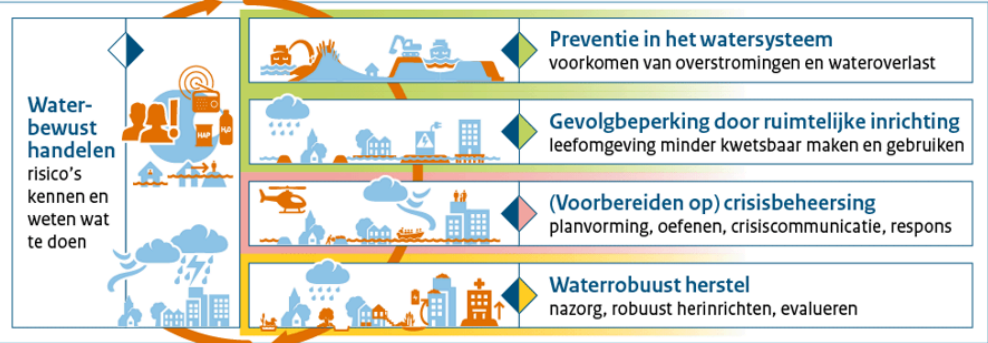 Water-
bewust
handelen
risico's
kennen en
weten wat
te doen
HAP
H₂O
Preventie in het watersysteem
voorkomen van overstromingen en wateroverlast
Gevolgbeperking door ruimtelijke inrichting
leefomgeving minder kwetsbaar maken en gebruiken
(Voorbereiden op) crisisbeheersing
planvorming, oefenen, crisiscommunicatie, respons
Waterrobuust herstel
nazorg, robuust herinrichten, evalueren